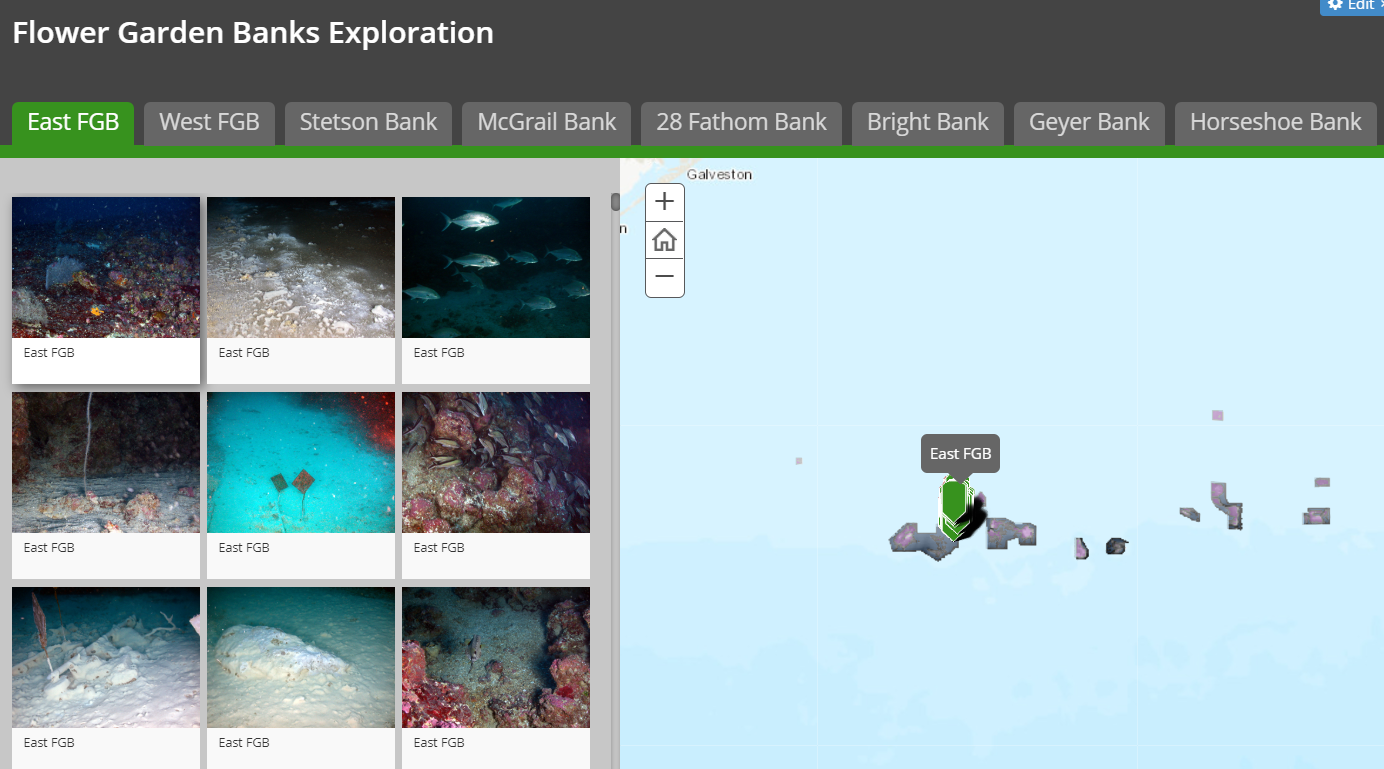 Edit
Flower Garden Banks Exploration
East FGB
West FGB
Stetson Bank
McGrail Bank
28 Fathom Bank
Bright Bank
Geyer Bank
Horseshoe Bank
Galveston
n
East FGB
East FGB
East FGB
East FGB
East FGB
East FGB
East FGB
East FGB
East FGB
East FGB